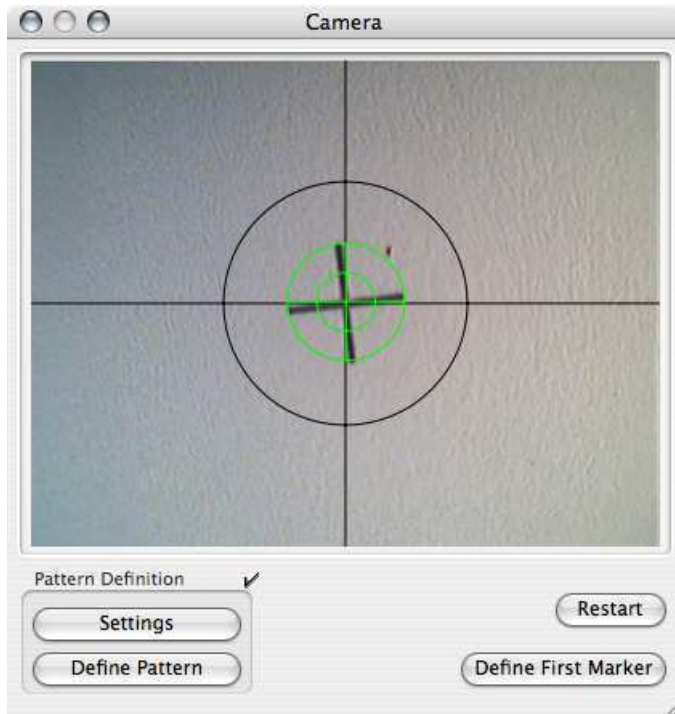 Camera
Pattern Definition
Settings
Define Pattern
Restart
Define First Marker